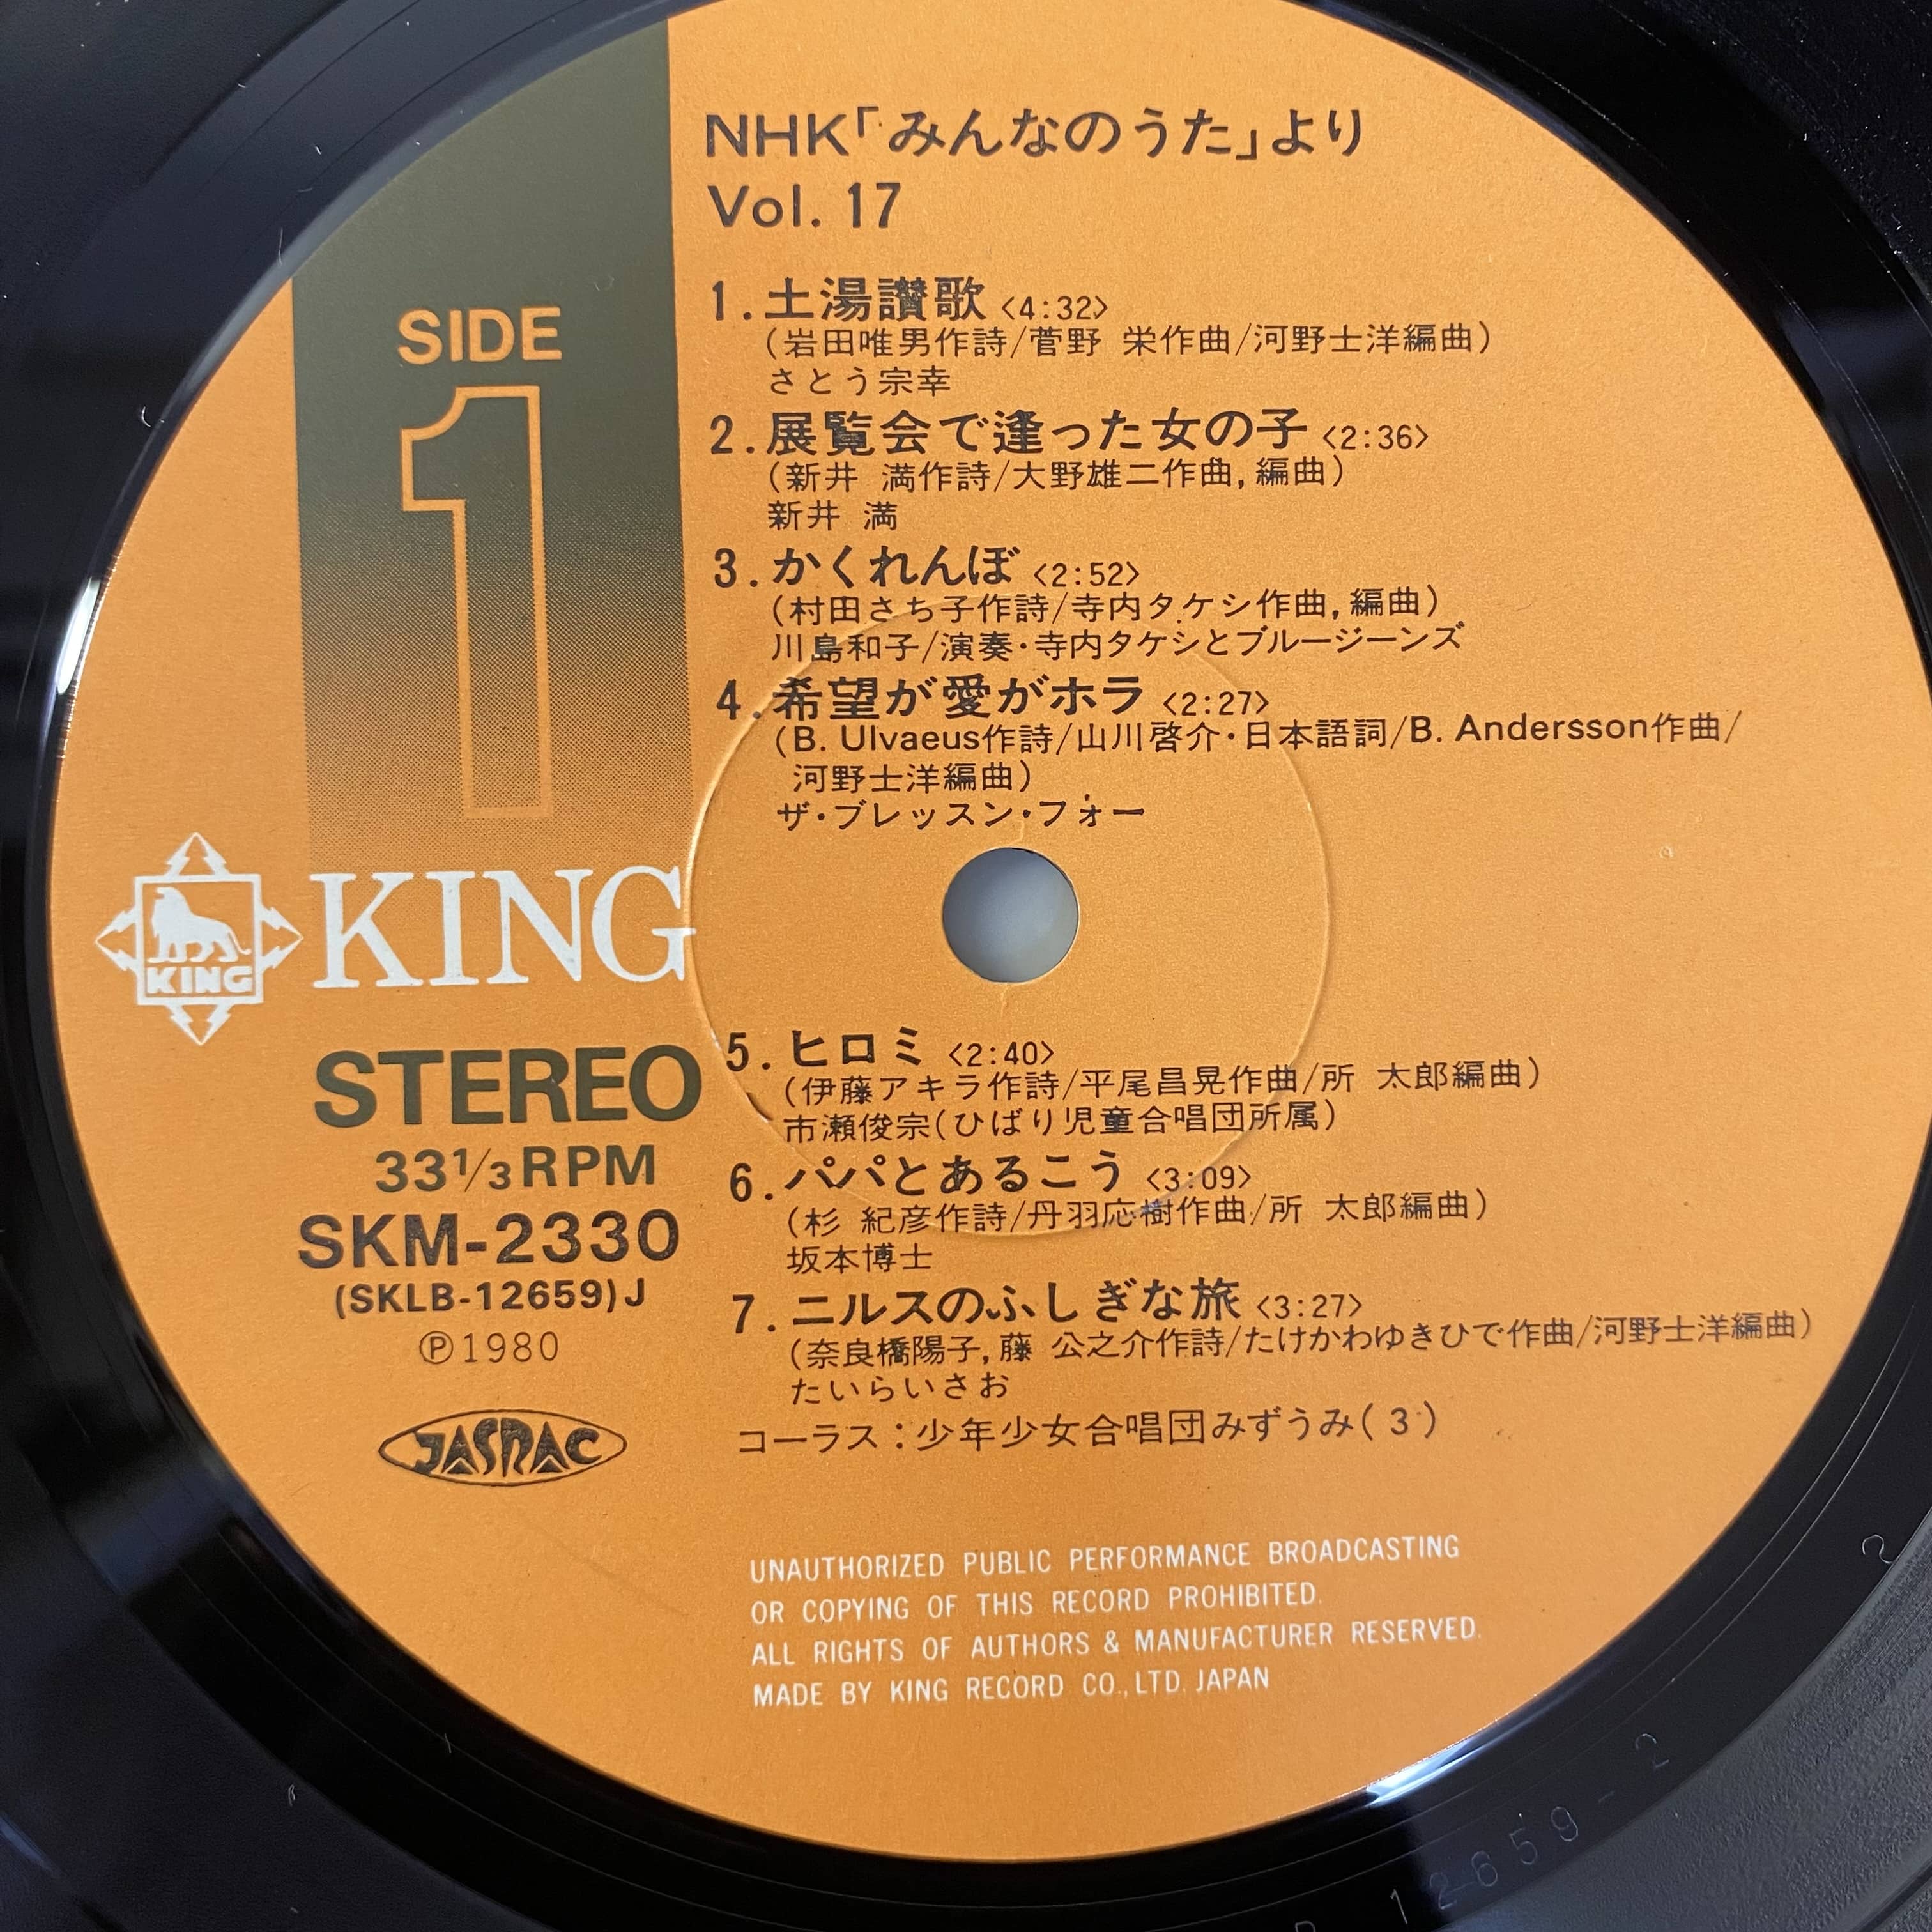 NHK「みんなのうた」より
Vol. 17
SIDE
1
1. 土湯讃歌 <4:32>
(岩田唯男作詩/菅野 栄作曲/河野士洋編曲)
さとう宗幸
2. 展覧会で逢った女の子 <2:36>
(新井 満作詩/大野雄二作曲, 編曲)
新井 満
3. かくれんぼ <2:52>
(村田さち子作詩/寺内タケシ作曲, 編曲)
川島和子/演奏・寺内タケシとブルージーンズ
4. 希望が愛がホラ <2:27>
(B. Ulvaeus作詩/山川啓介・日本語詞/B. Andersson作曲/
河野士洋編曲)
ザ・ブレッスン・フォー
KING
KING
5. ヒロミ <2:40>
(伊藤アキラ作詩/平尾昌晃作曲/所 太郎編曲)
市瀬俊宗(ひばり児童合唱団所属)
6. パパとあるこう <3:09>
(杉 紀彦作詩/丹羽応樹作曲/所 太郎編曲)
坂本博士
7. ニルスのふしぎな旅 <3:27>
(奈良橋陽子, 藤 公之介作詩/たけかわゆきひで作曲/河野士洋編曲)
たいらいさお
コーラス:少年少女合唱団みずうみ(3)
STEREO
33 1/3 RPM
SKM-2330
(SKLB-12659)J
Ⓟ1980
JASRAC
UNAUTHORIZED PUBLIC PERFORMANCE BROADCASTING
OR COPYING OF THIS RECORD PROHIBITED.
ALL RIGHTS OF AUTHORS & MANUFACTURER RESERVED.
MADE BY KING RECORD CO., LTD. JAPAN
12659-2